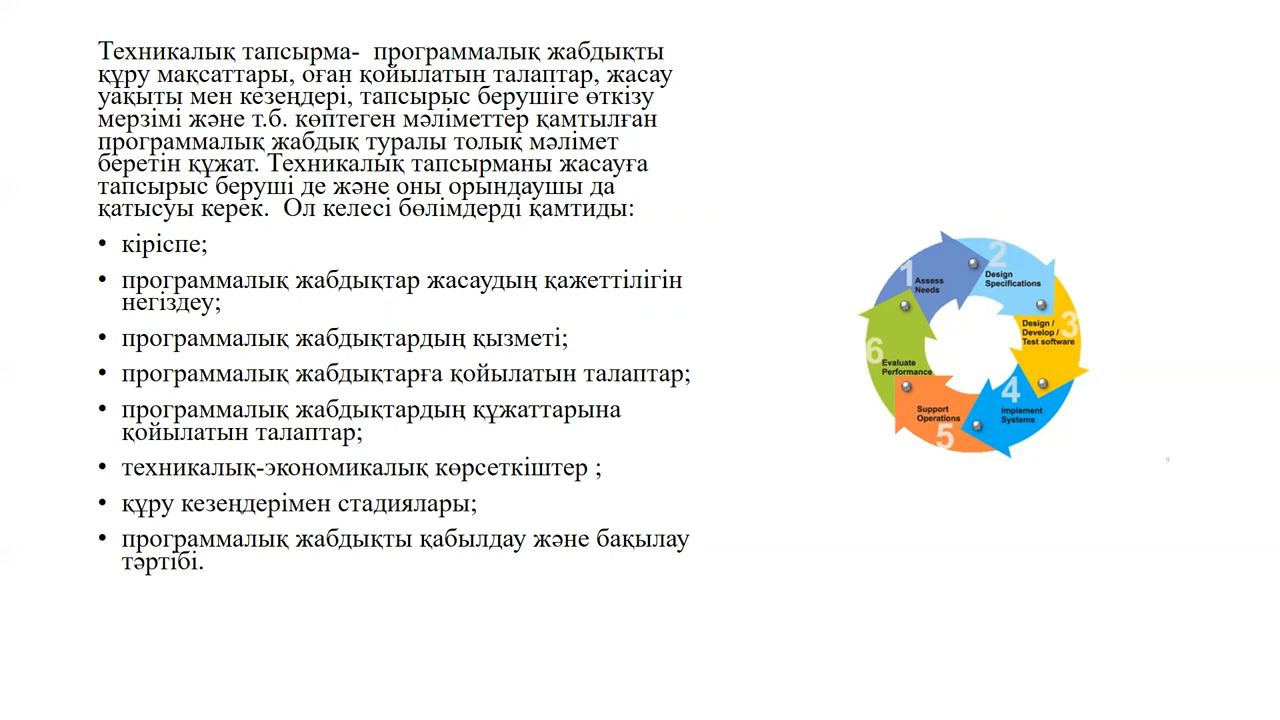 Техникалық тапсырма-  программалық жабдықты
құру мақсаттары, оған қойылатын талаптар, жасау
уақыты мен кезеңдері, тапсырыс берушіге өткізу
мерзімі және т.б. көптеген мәліметтер қамтылған
программалық жабдық туралы толық мәлімет
беретін құжат. Техникалық тапсырманы жасауға
тапсырыс беруші де және оны орындаушы да
қатысуы керек.  Ол келесі бөлімдерді қамтиды:
• кіріспе;
• программалық жабдықтар жасаудың қажеттілігін
негіздеу;
• программалық жабдықтардың қызметі;
• программалық жабдықтарға қойылатын талаптар;
• программалық жабдықтардың құжаттарына
қойылатын талаптар;
• техникалық-экономикалық көрсеткіштер ;
• құру кезеңдерімен стадиялары;
• программалық жабдықты қабылдау және бақылау
тәртібі.
1
Assess
Needs
2
Design
Specifications
3
Design /
Develop /
Test software
4
Implement
Systems
5
Support
Operations
6
Evaluate
Performance
9